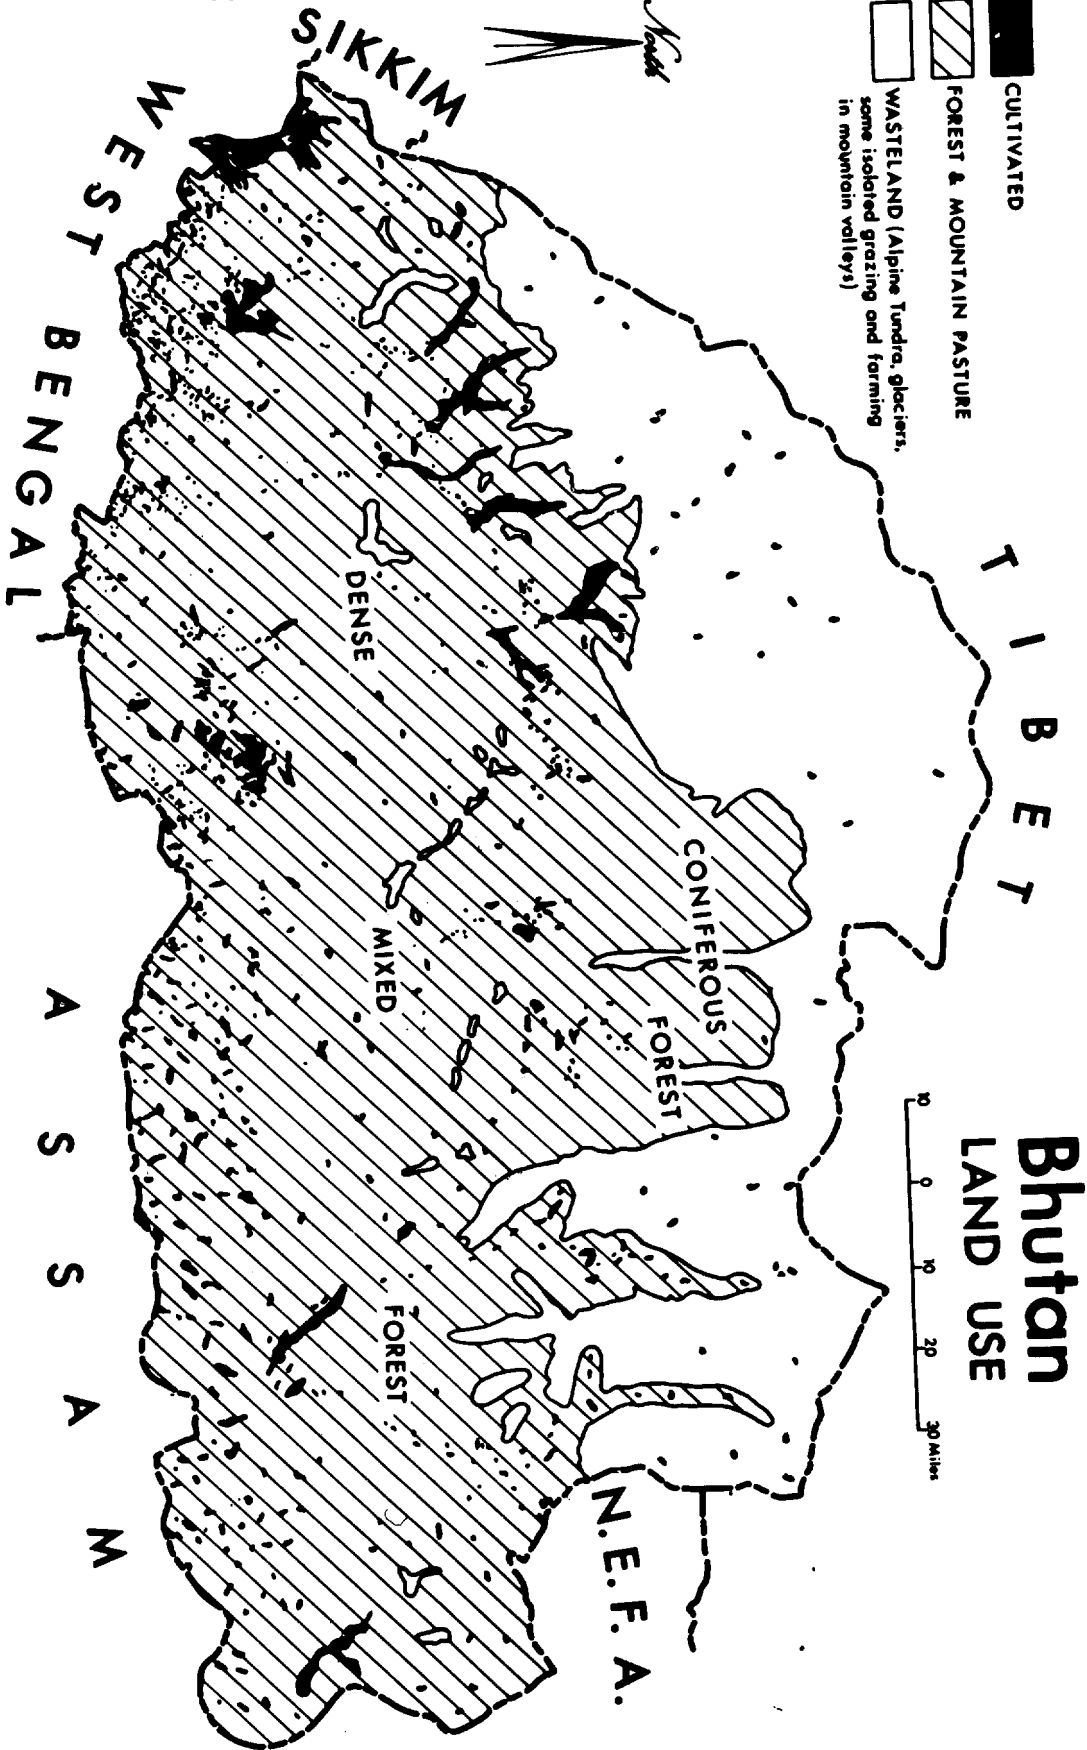 Bhutan
LAND USE
10 0 10 20 30 Miles
CULTIVATED
FOREST & MOUNTAIN PASTURE
WASTELAND (Alpine Tundra, glaciers,
some isolated grazing and farming
in mountain valleys)
North
TIBET
SIKKIM
WEST BENGAL
ASSAM
N.E.F.A.
CONIFEROUS
FOREST
DENSE
MIXED
FOREST